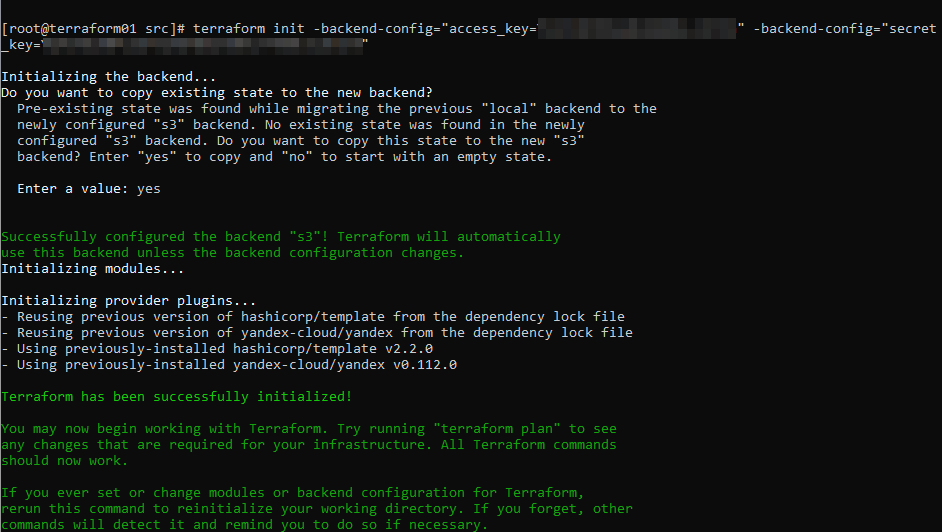 [root@terraform01 src]# terraform init -backend-config="access_key= " -backend-config="secret
_key= "
Initializing the backend...
Do you want to copy existing state to the new backend?
Pre-existing state was found while migrating the previous "local" backend to the
newly configured "s3" backend. No existing state was found in the newly
configured "s3" backend. Do you want to copy this state to the new "s3"
backend? Enter "yes" to copy and "no" to start with an empty state.
Enter a value: yes
Successfully configured the backend "s3"! Terraform will automatically
use this backend unless the backend configuration changes.
Initializing modules...
Initializing provider plugins...
- Reusing previous version of hashicorp/template from the dependency lock file
- Reusing previous version of yandex-cloud/yandex from the dependency lock file
- Using previously-installed hashicorp/template v2.2.0
- Using previously-installed yandex-cloud/yandex v0.112.0
Terraform has been successfully initialized!
You may now begin working with Terraform. Try running "terraform plan" to see
any changes that are required for your infrastructure. All Terraform commands
should now work.
If you ever set or change modules or backend configuration for Terraform,
rerun this command to reinitialize your working directory. If you forget, other
commands will detect it and remind you to do so if necessary.